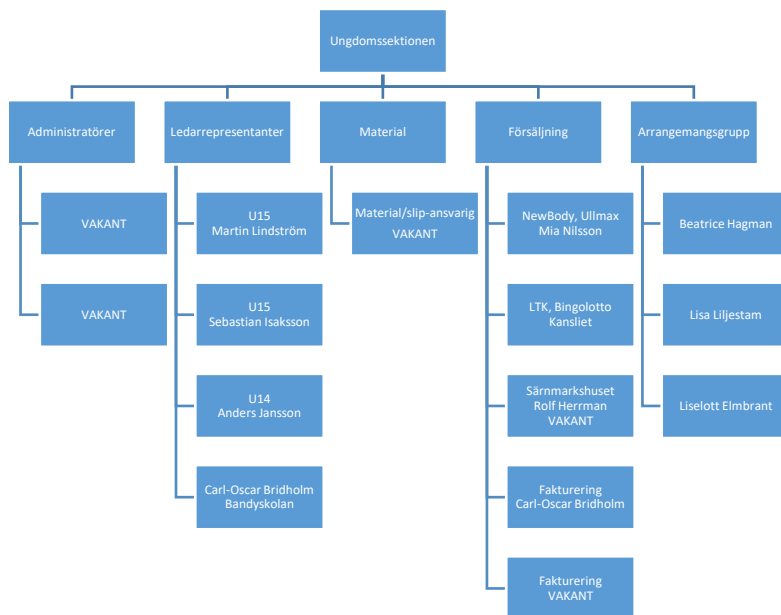 Ungdomssektionen
Administratörer
VAKANT
VAKANT
Ledarrepresentanter
U15
Martin Lindström
U15
Sebastian Isaksson
U14
Anders Jansson
Carl-Oscar Bridholm
Bandyskolan
Material
Material/slip-ansvarig
VAKANT
Försäljning
NewBody, Ullmax
Mia Nilsson
LTK, Bingolotto
Kansliet
Särnmarkshuset
Rolf Herrman
VAKANT
Fakturering
Carl-Oscar Bridholm
Fakturering
VAKANT
Arrangemangsgrupp
Beatrice Hagman
Lisa Liljestam
Liselott Elmbrant